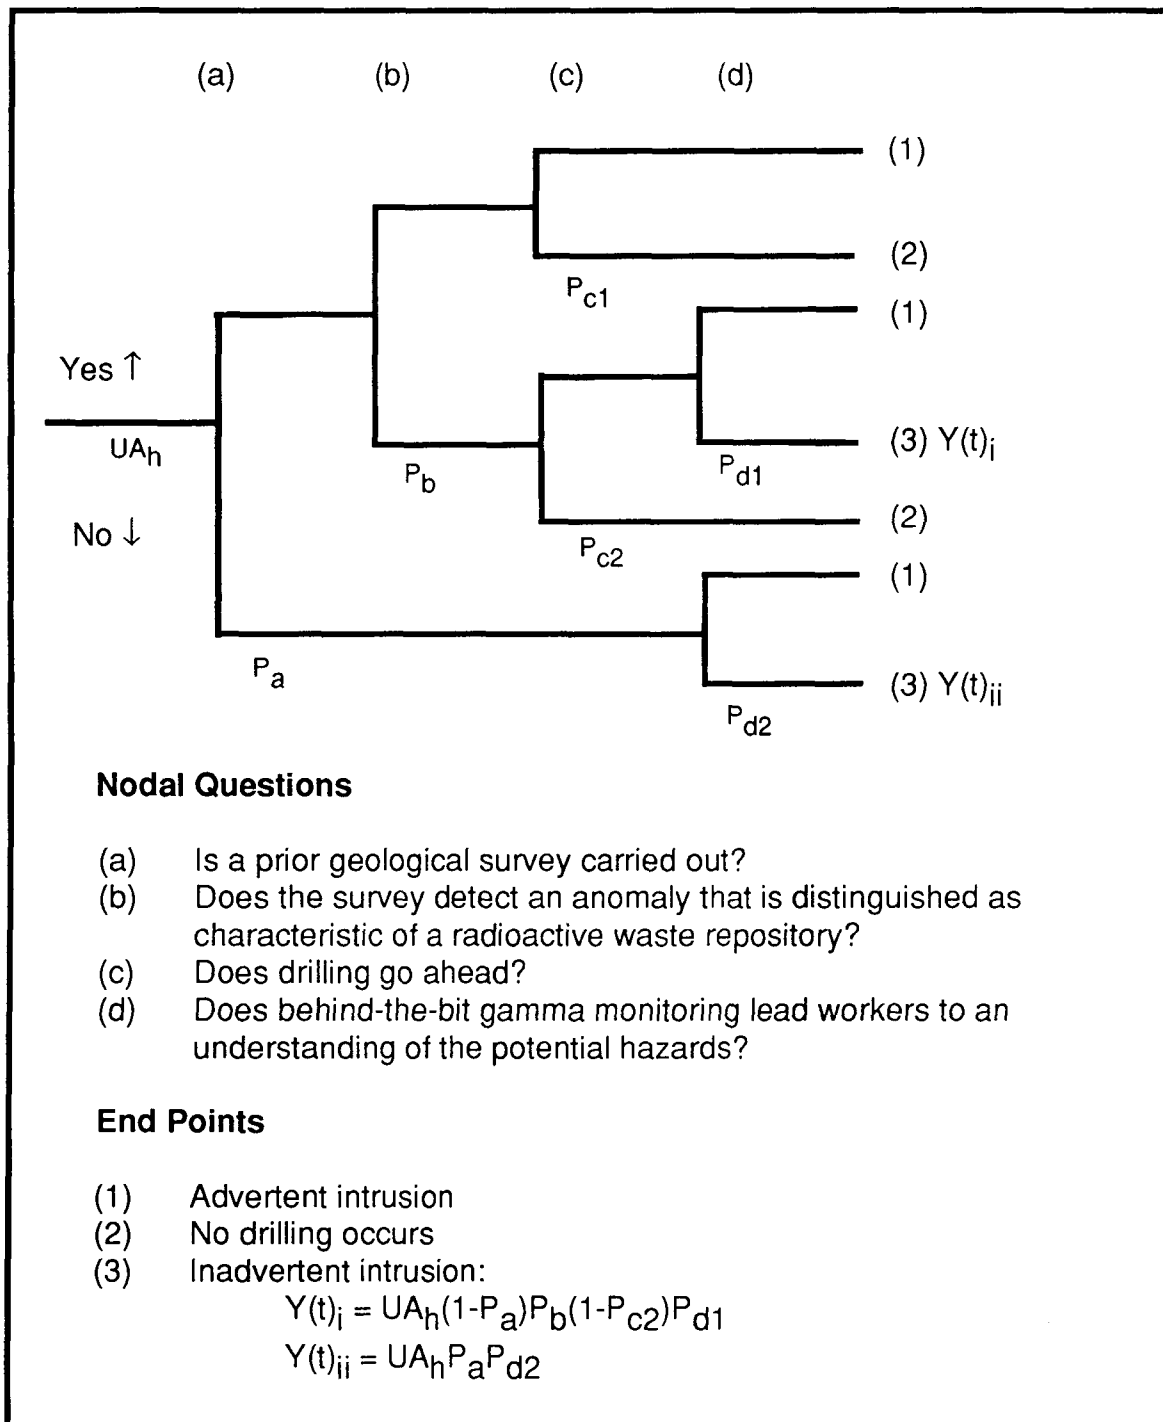 (a) (b) (c) (d)
(1)
(2)
Pc1
(1)
Yes ↑
UAh
(3) Y(t)i
Pb
Pd1
(2)
No ↓
Pc2
(1)
Pa
(3) Y(t)ii
Pd2
Nodal Questions
(a) Is a prior geological survey carried out?
(b) Does the survey detect an anomaly that is distinguished as
characteristic of a radioactive waste repository?
(c) Does drilling go ahead?
(d) Does behind-the-bit gamma monitoring lead workers to an
understanding of the potential hazards?
End Points
(1) Advertent intrusion
(2) No drilling occurs
(3) Inadvertent intrusion:
Y(t)i = UAh(1-Pa)Pb(1-Pc2)Pd1
Y(t)ii = UAhPaPd2